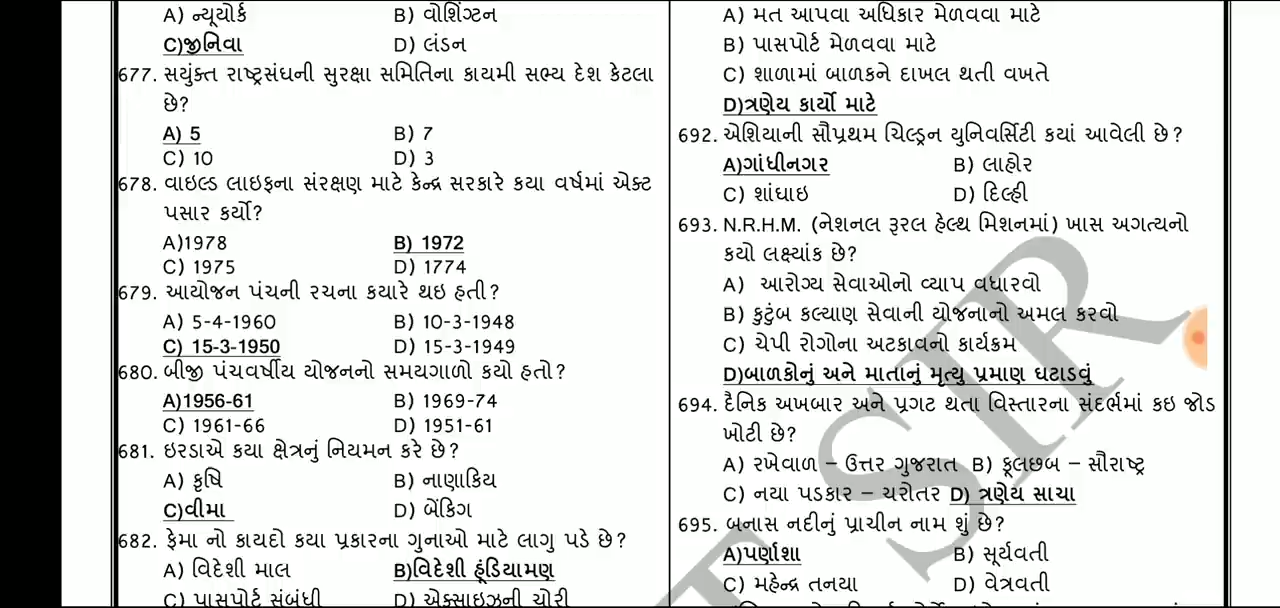 A) ન્યૂયોર્ક B) વોશિંગ્ટન
C)જીનિવા D) લંડન
677. સયુંક્ત રાષ્ટ્રસંઘની સુરક્ષા સમિતિના કાયમી સભ્ય દેશ કેટલા
છે?
A) 5 B) 7
C) 10 D) 3
678. વાઇલ્ડ લાઇફના સંરક્ષણ માટે કેન્દ્ર સરકારે કયા વર્ષમાં એક્ટ
પસાર કર્યો?
A)1978 B) 1972
C) 1975 D) 1774
679. આયોજન પંચની રચના કયારે થઇ હતી?
A) 5-4-1960 B) 10-3-1948
C) 15-3-1950 D) 15-3-1949
680. બીજી પંચવર્ષીય યોજનનો સમયગાળો કયો હતો?
A)1956-61 B) 1969-74
C) 1961-66 D) 1951-61
681. ઇરડાએ કયા ક્ષેત્રનું નિયમન કરે છે?
A) કૃષિ B) નાણાકિય
C)વીમા D) બેંકિગ
682. ફેમા નો કાયદો કયા પ્રકારના ગુનાઓ માટે લાગુ પડે છે?
A) વિદેશી માલ B)વિદેશી હૂંડિયામણ
C) પાસપોર્ટ સંબંધી D) એક્સાઇઝની ચોરી
A) મત આપવા અધિકાર મેળવવા માટે
B) પાસપોર્ટ મેળવવા માટે
C) શાળામાં બાળકને દાખલ થતી વખતે
D)ત્રણેય કાર્યો માટે
692. એશિયાની સૌપ્રથમ ચિલ્ડ્રન યુનિવર્સિટી કયાં આવેલી છે?
A)ગાંધીનગર B) લાહોર
C) શાંઘાઇ D) દિલ્હી
693. N.R.H.M. (નેશનલ રૂરલ હેલ્થ મિશનમાં) ખાસ અગત્યનો
કયો લક્ષ્યાંક છે?
A) આરોગ્ય સેવાઓનો વ્યાપ વધારવો
B) કુટુંબ કલ્યાણ સેવાની યોજનાનો અમલ કરવો
C) ચેપી રોગોના અટકાવનો કાર્યક્રમ
D)બાળકોનું અને માતાનું મૃત્યુ પ્રમાણ ઘટાડવું
694. દૈનિક અખબાર અને પ્રગટ થતા વિસ્તારના સંદર્ભમાં કઇ જોડ
ખોટી છે?
A) રખેવાળ – ઉત્તર ગુજરાત B) ફૂલછબ – સૌરાષ્ટ્ર
C) નયા પડકાર – ચરોતર D) ત્રણેય સાચા
695. બનાસ નદીનું પ્રાચીન નામ શું છે?
A)પર્ણાશા B) સૂર્યવતી
C) મહેન્દ્ર તનયા D) વેત્રવતી
SIR